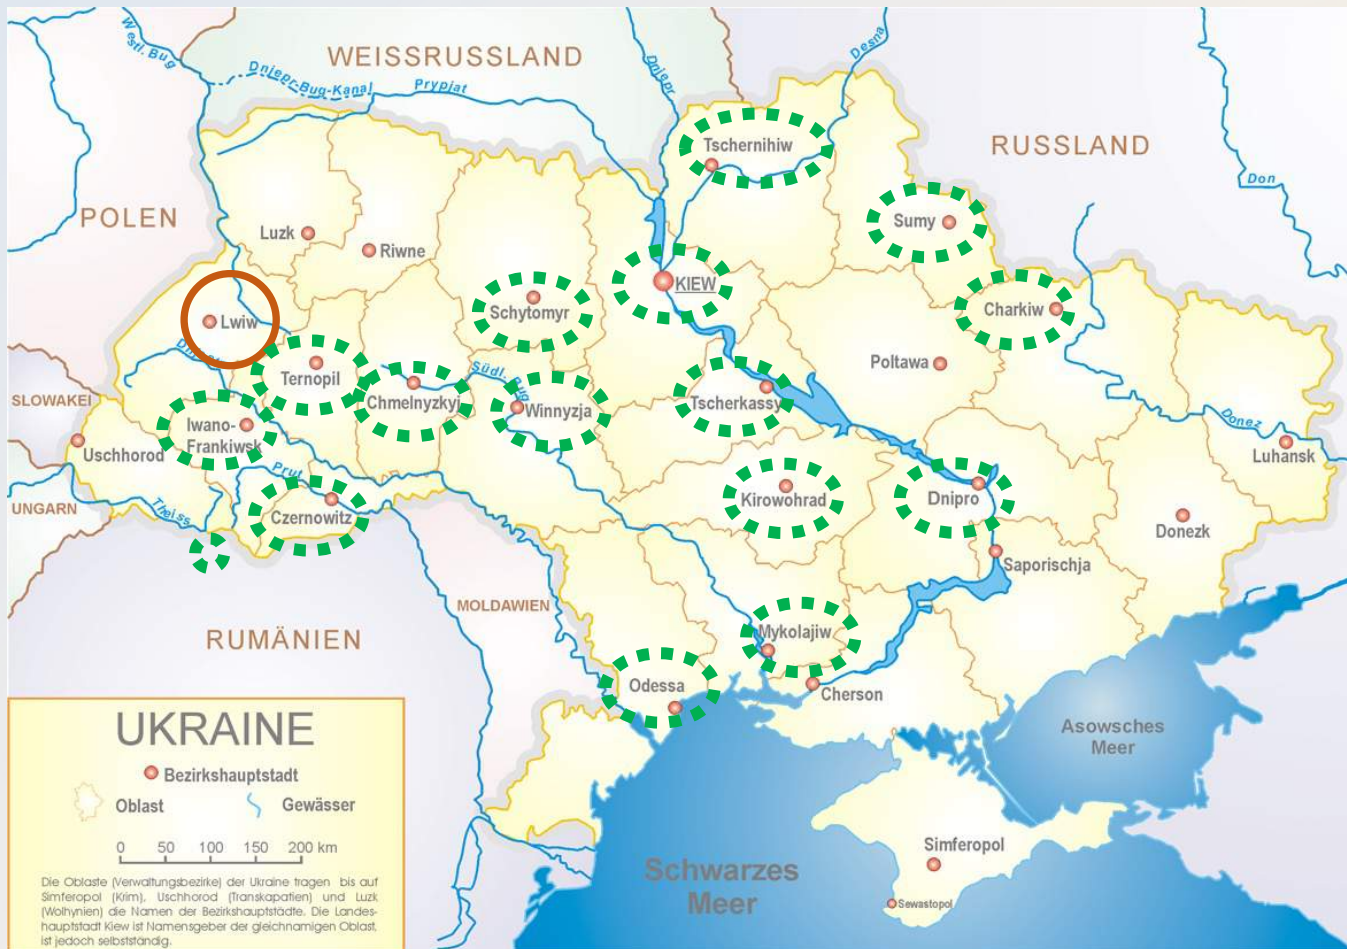 Westl. Bug
WEISSRUSSLAND
Dniepr-Bug-Kanal
Prypjat
Dniepr
Desna
RUSSLAND
Don
POLEN
Tschernihiw
Luzk
Riwne
Sumy
KIEW
Schytomyr
Charkiw
Lwiw
Ternopil
Chmelnyzkyj
Südl. Bug
Winnyzja
Tscherkassy
Poltawa
SLOWAKEI
Iwano-
Frankiwsk
Uschhorod
Donez
Luhansk
Prut
Kirowohrad
Dnipro
UNGARN
Theiss
Czernowitz
Donezk
Saporischja
MOLDAWIEN
RUMÄNIEN
Mykolajiw
Odessa
Cherson
Asowsches
Meer
Simferopol
Schwarzes
Meer
Sewastopol
UKRAINE
Bezirkshauptstadt
Oblast
Gewässer
0 50 100 150 200 km
Die Oblaste (Verwaltungsbezirke) der Ukraine tragen bis auf
Simferopol (Krim), Uschhorod (Transkapatien) und Luzk
(Wolhynien) die Namen der Bezirkshauptstädte. Die Landes-
hauptstadt Kiew ist Namensgeber der gleichnamigen Oblast,
ist jedoch selbstständig.